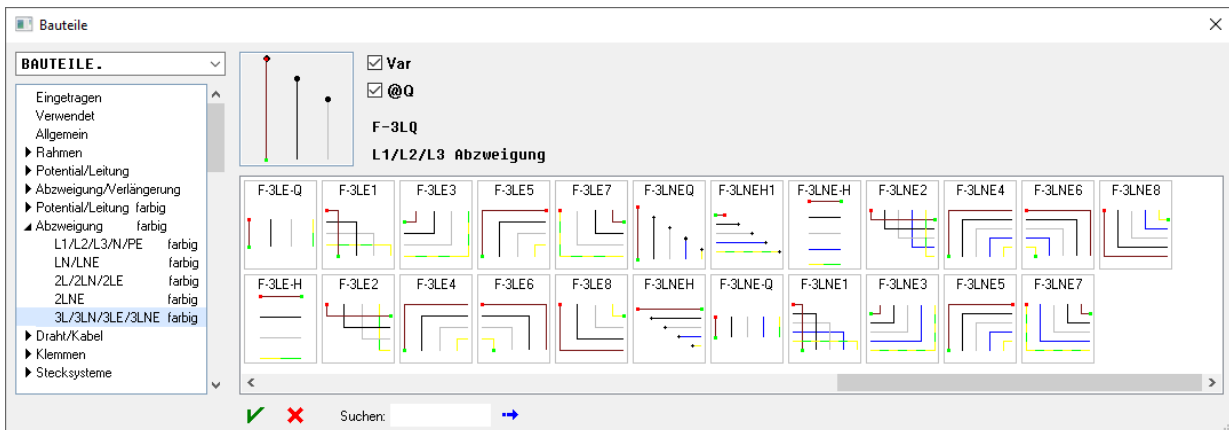 Bauteile
BAUTEILE.
Eingetragen
Verwendet
Allgemein
Rahmen
Potential/Leitung
Abzweigung/Verlängerung
Potential/Leitung farbig
Abzweigung farbig
L1/L2/L3/N/PE farbig
LN/LNE farbig
2L/2LN/2LE farbig
2LNE farbig
3L/3LN/3LE/3LNE farbig
Draht/Kabel
Klemmen
Stecksysteme
Var
@Q
F-3LQ
L1/L2/L3 Abzweigung
F-3LE-Q F-3LE1 F-3LE3 F-3LE5 F-3LE7 F-3LNEQ F-3LNEH1 F-3LNE-H F-3LNE2 F-3LNE4 F-3LNE6 F-3LNE8
F-3LE-H F-3LE2 F-3LE4 F-3LE6 F-3LE8 F-3LNEH F-3LNE-Q F-3LNE1 F-3LNE3 F-3LNE5 F-3LNE7
Suchen: